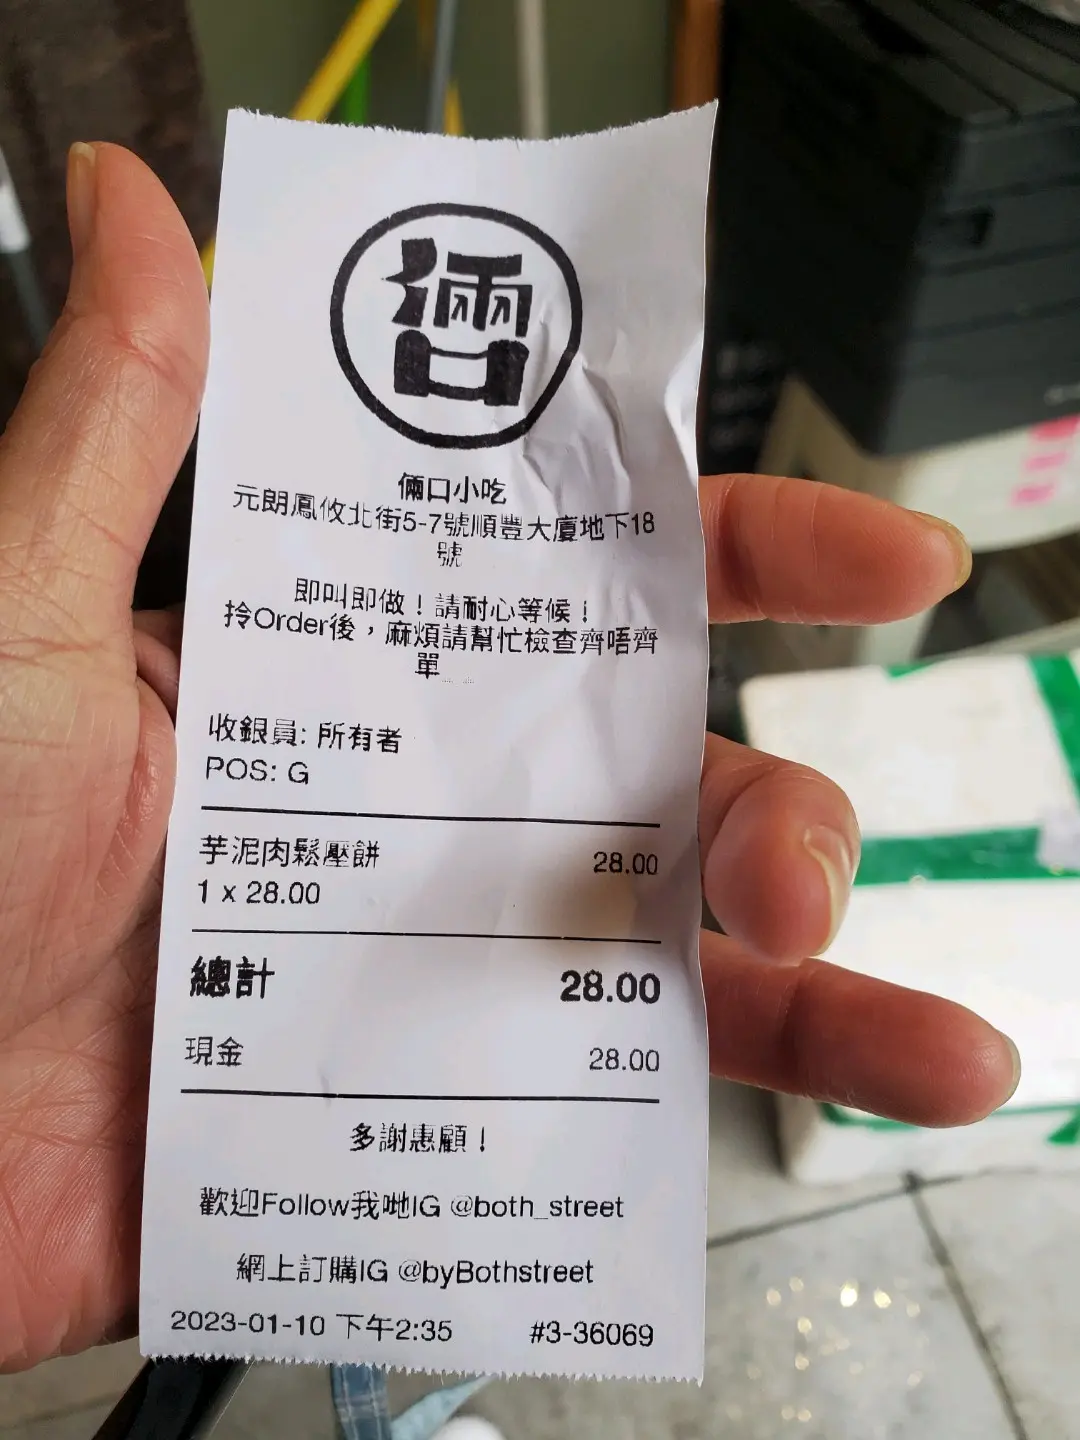 倆口
倆口小吃
元朗鳳攸北街5-7號順豐大廈地下18
號
即叫即做！請耐心等候！
拎Order後，麻煩請幫忙檢查齊唔齊
單
收銀員: 所有者
POS: G
芋泥肉鬆壓餅 28.00
1 x 28.00
總計 28.00
現金 28.00
多謝惠顧！
歡迎Follow我哋IG @both_street
網上訂購IG @byBothstreet
2023-01-10 下午2:35 #3-36069